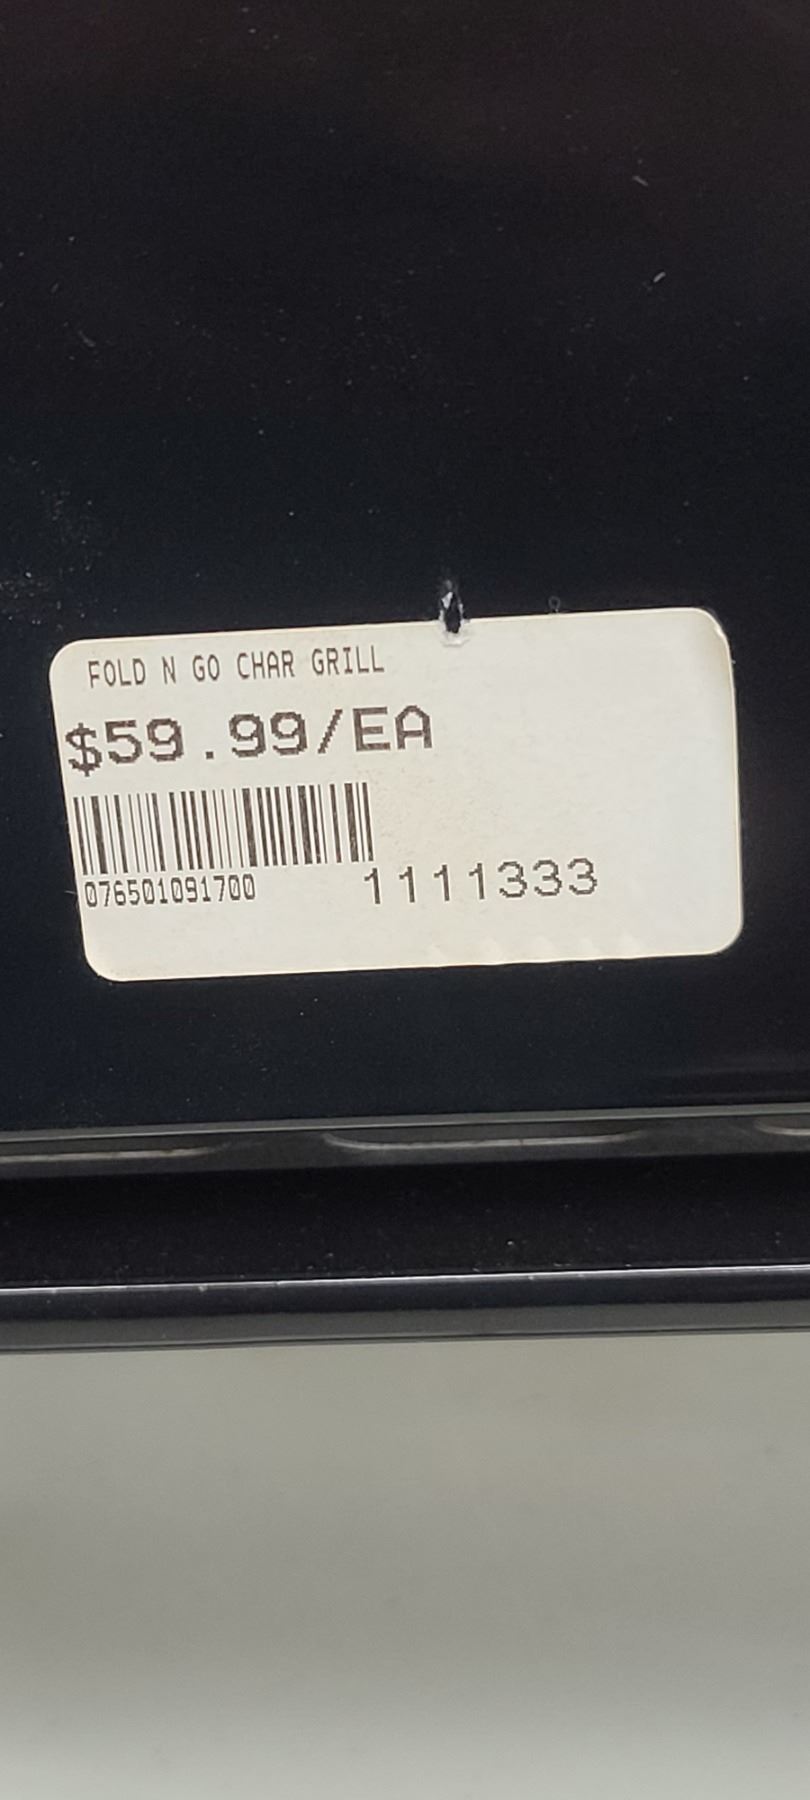 FOLD N GO CHAR GRILL
$59.99/EA
076501091700 1111333